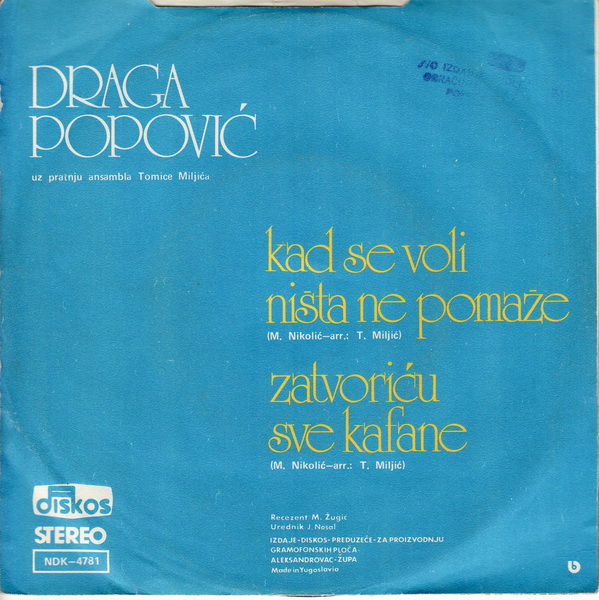 DRAGA
POPOVIĆ
uz pratnju ansambla Tomice Miljića
kad se voli
ništa ne pomaže
(M. Nikolić—arr.: T. Miljić)
zatvoriću
sve kafane
(M. Nikolić—arr.: T. Miljić)
diskos
STEREO
NDK—4781
Recezent M. Žugić
Urednik J. Nosal
IZDAJE-DISKOS-PREDUZEĆE-ZA PROIZVODNJU
GRAMOFONSKIH PLOČA
ALEKSANDROVAC-ŽUPA
Made in Yugoslavia
b